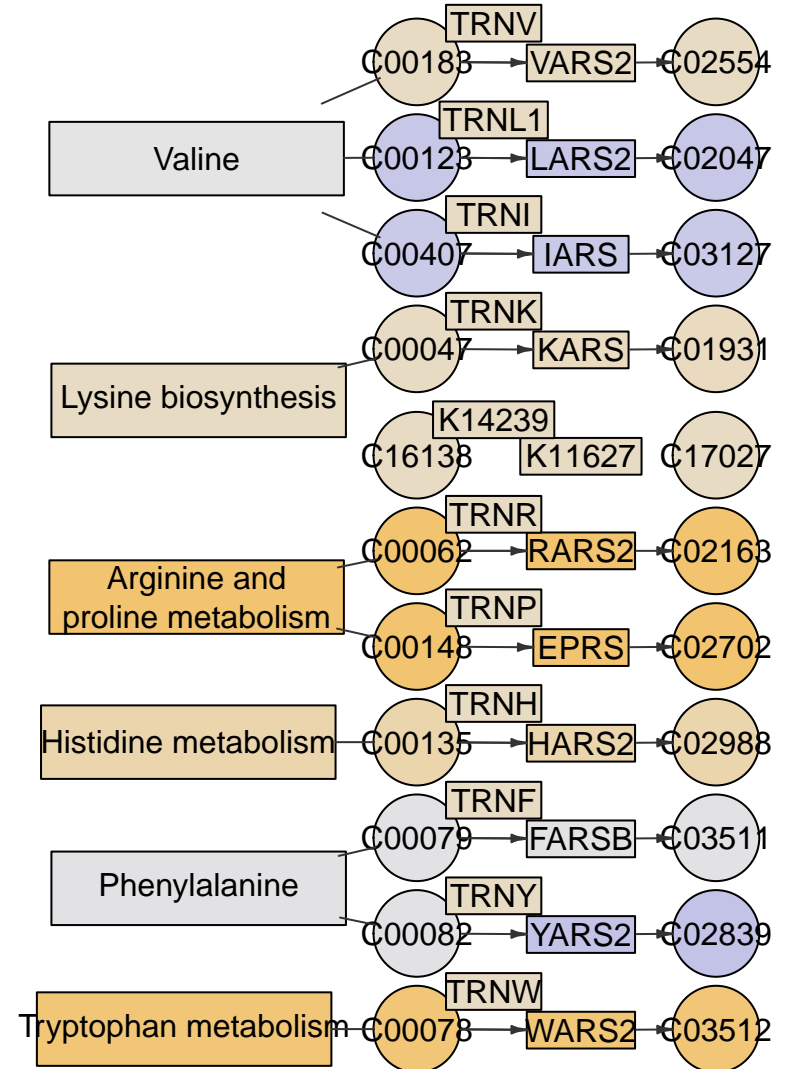 TRNV
C00183 VARS2 C02554
TRNL1
Valine C00123 LARS2 C02047
TRNI
C00407 IARS C03127
TRNK
C00047 KARS C01931
Lysine biosynthesis
K14239
C16138 K11627 C17027
TRNR
C00062 RARS2 C02163
Arginine and
proline metabolism
TRNP
C00148 EPRS C02702
TRNH
Histidine metabolism C00135 HARS2 C02988
TRNF
C00079 FARSB C03511
Phenylalanine
TRNY
C00082 YARS2 C02839
TRNW
Tryptophan metabolism C00078 WARS2 C03512